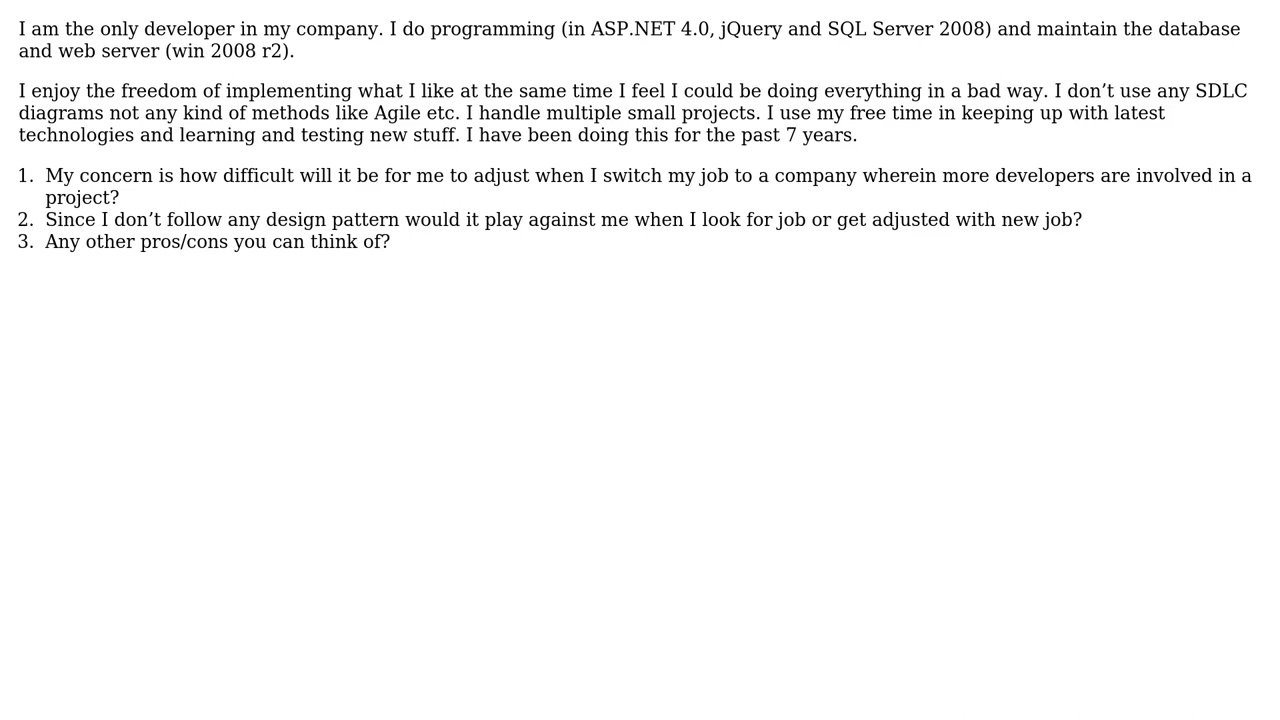 I am the only developer in my company. I do programming (in ASP.NET 4.0, jQuery and SQL Server 2008) and maintain the database
and web server (win 2008 r2).
I enjoy the freedom of implementing what I like at the same time I feel I could be doing everything in a bad way. I don’t use any SDLC
diagrams not any kind of methods like Agile etc. I handle multiple small projects. I use my free time in keeping up with latest
technologies and learning and testing new stuff. I have been doing this for the past 7 years.
1. My concern is how difficult will it be for me to adjust when I switch my job to a company wherein more developers are involved in a
project?
2. Since I don’t follow any design pattern would it play against me when I look for job or get adjusted with new job?
3. Any other pros/cons you can think of?